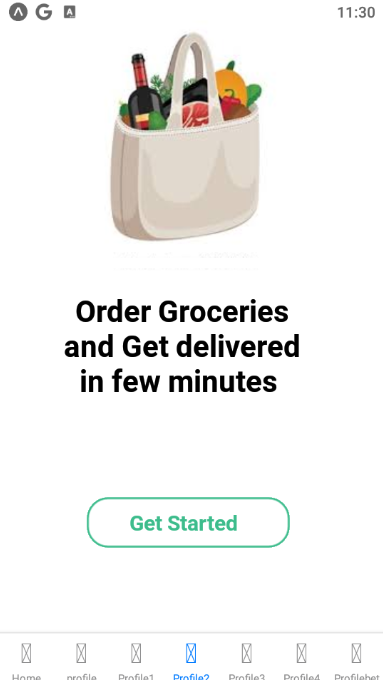 11:30
Order Groceries
and Get delivered
in few minutes
Get Started
Home profile Profile1 Profile2 Profile3 Profile4 Profilebet